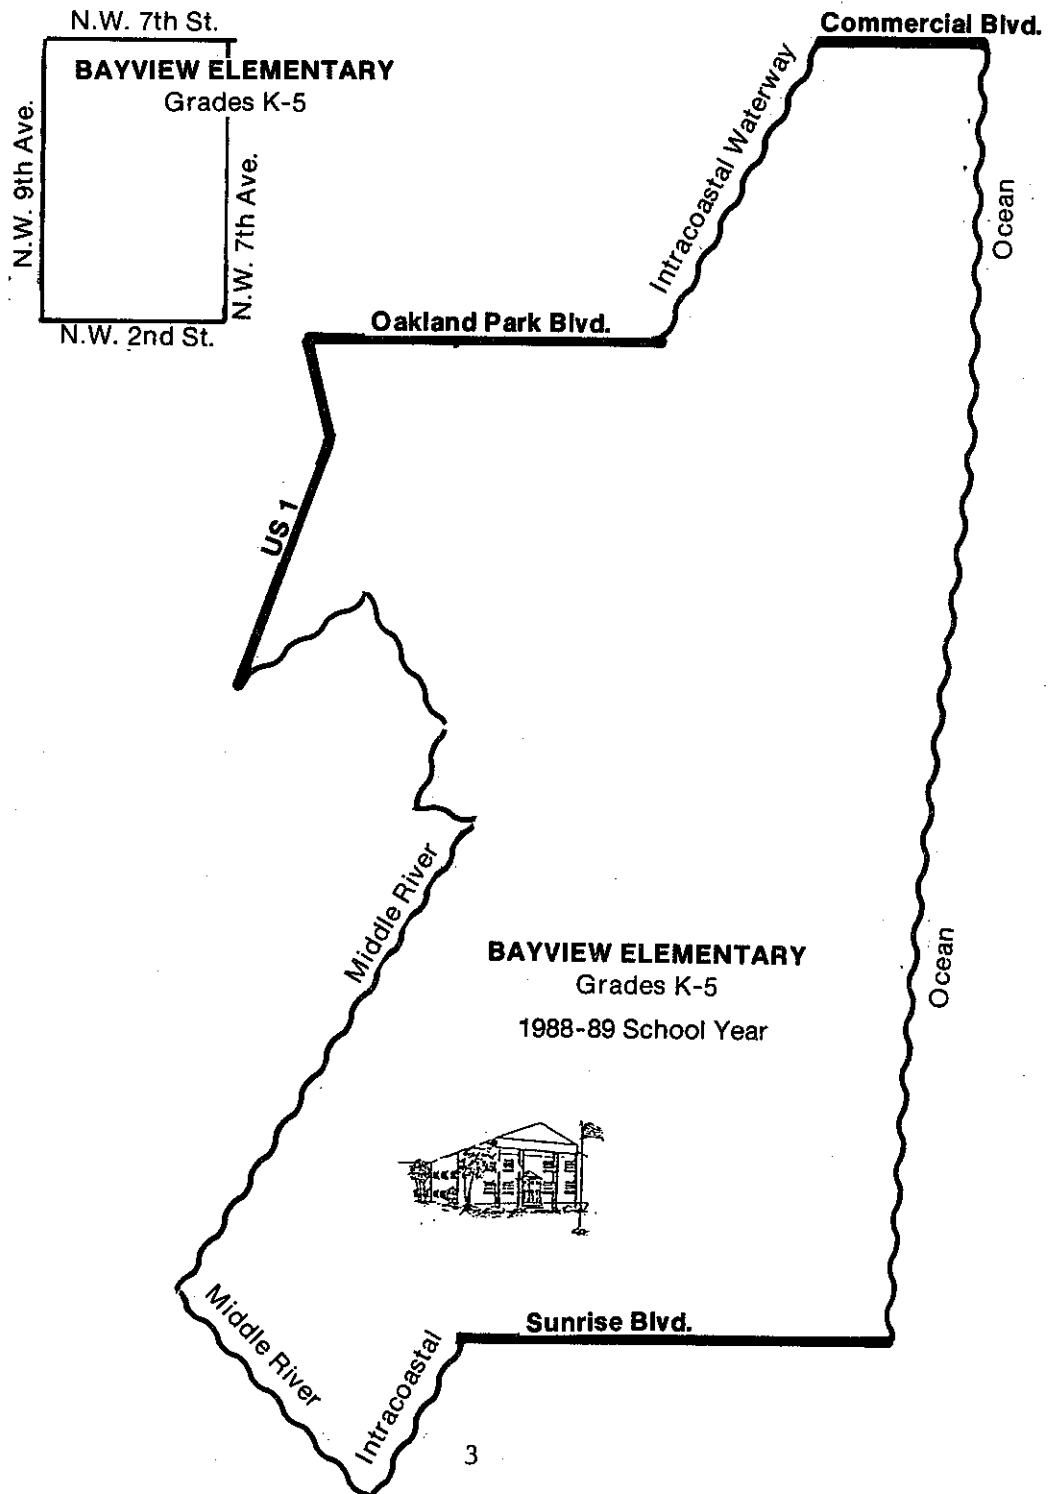 N.W. 7th St.
BAYVIEW ELEMENTARY
Grades K-5
N.W. 9th Ave.
N.W. 7th Ave.
N.W. 2nd St.
Commercial Blvd.
Intracoastal Waterway
Ocean
Oakland Park Blvd.
US 1
Middle River
BAYVIEW ELEMENTARY
Grades K-5
1988-89 School Year
Ocean
Middle River
Intracoastal
Sunrise Blvd.
3